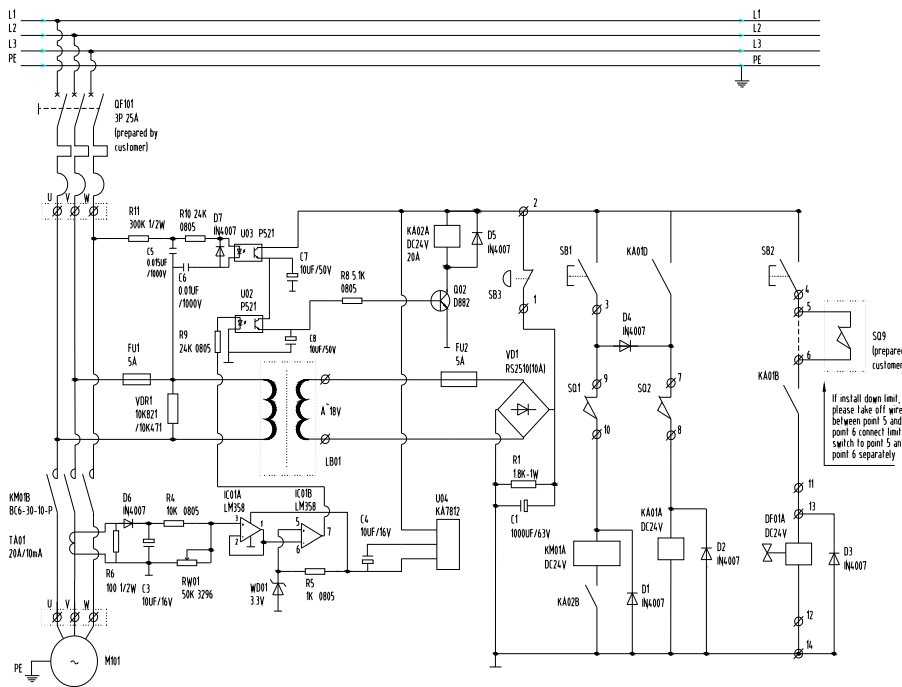 L1
L2
L3
PE
L1
L2
L3
PE
QF101
3P 25A
(prepared by
customer)
U
V
W
R11
300K 1/2W
R10 24K
0805
D7
IN4007
U03 P521
C5
0.015UF
/1000V
C6
0.01UF
/1000V
C7
10UF/50V
U02
P521
R9
24K 0805
C8
10UF/50V
R8 5.1K
0805
KA02A
DC24V
20A
D5
IN4007
Q02
D882
2
SB3
1
SB1
3
KA01D
SB2
4
5
D4
IN4007
6
SQ9
(prepare
customer
FU1
5A
VDR1
10K821
/10K471
FU2
5A
A~18V
LB01
VD1
RS2510(10A)
9
SQ1
10
7
SQ2
8
KA01B
If install down limit,
please take off wire
between point 5 and
point 6 connect limit
switch to point 5 an
point 6 separately
R1
1.8K-1W
C1
1000UF/63V
11
13
KM01B
BC6-30-10-P
TA01
20A/10mA
D6
IN4007
R4
10K 0805
IC01A
LM358
IC01B
LM358
3
2
1
5
6
7
R6
100 1/2W
C3
10UF/16V
RW01
50K 3296
WD01
3.3V
R5
1K 0805
C4
10UF/16V
U04
KA7812
KM01A
DC24V
KA02B
D1
IN4007
KA01A
DC24V
D2
IN4007
DF01A
DC24V
D3
IN4007
12
14
U
V
W
~
M101
PE